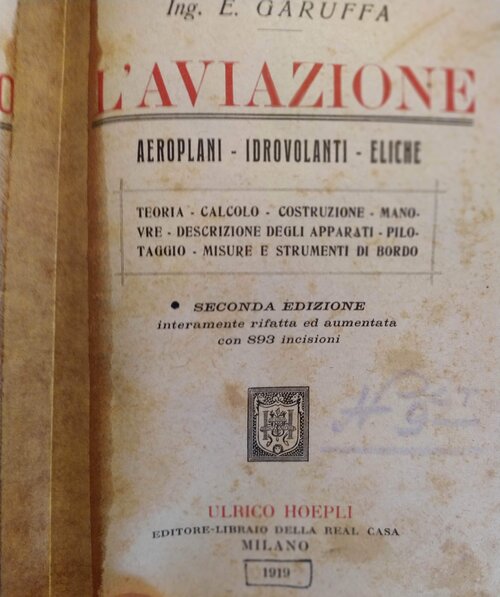 Ing. E. GARUFFA
L'AVIAZIONE
AEROPLANI - IDROVOLANTI - ELICHE
TEORIA - CALCOLO - COSTRUZIONE - MANO-
VRE - DESCRIZIONE DEGLI APPARATI - PILO-
TAGGIO - MISURE E STRUMENTI DI BORDO
• SECONDA EDIZIONE
interamente rifatta ed aumentata
con 893 incisioni
ULRICO HOEPLI
EDITORE-LIBRAIO DELLA REAL CASA
MILANO
1919